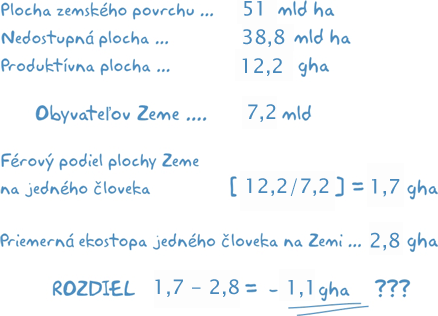 Plocha zemského povrchu ... 51 mld ha
Nedostupná plocha ... 38,8 mld ha
Produktívna plocha ... 12,2 gha
Obyvateľov Zeme .... 7,2 mld
Férový podiel plochy Zeme
na jedného človeka [ 12,2/7,2 ] = 1,7 gha
Priemerná ekostopa jedného človeka na Zemi ... 2,8 gha
ROZDIEL 1,7 - 2,8 = - 1,1 gha ???